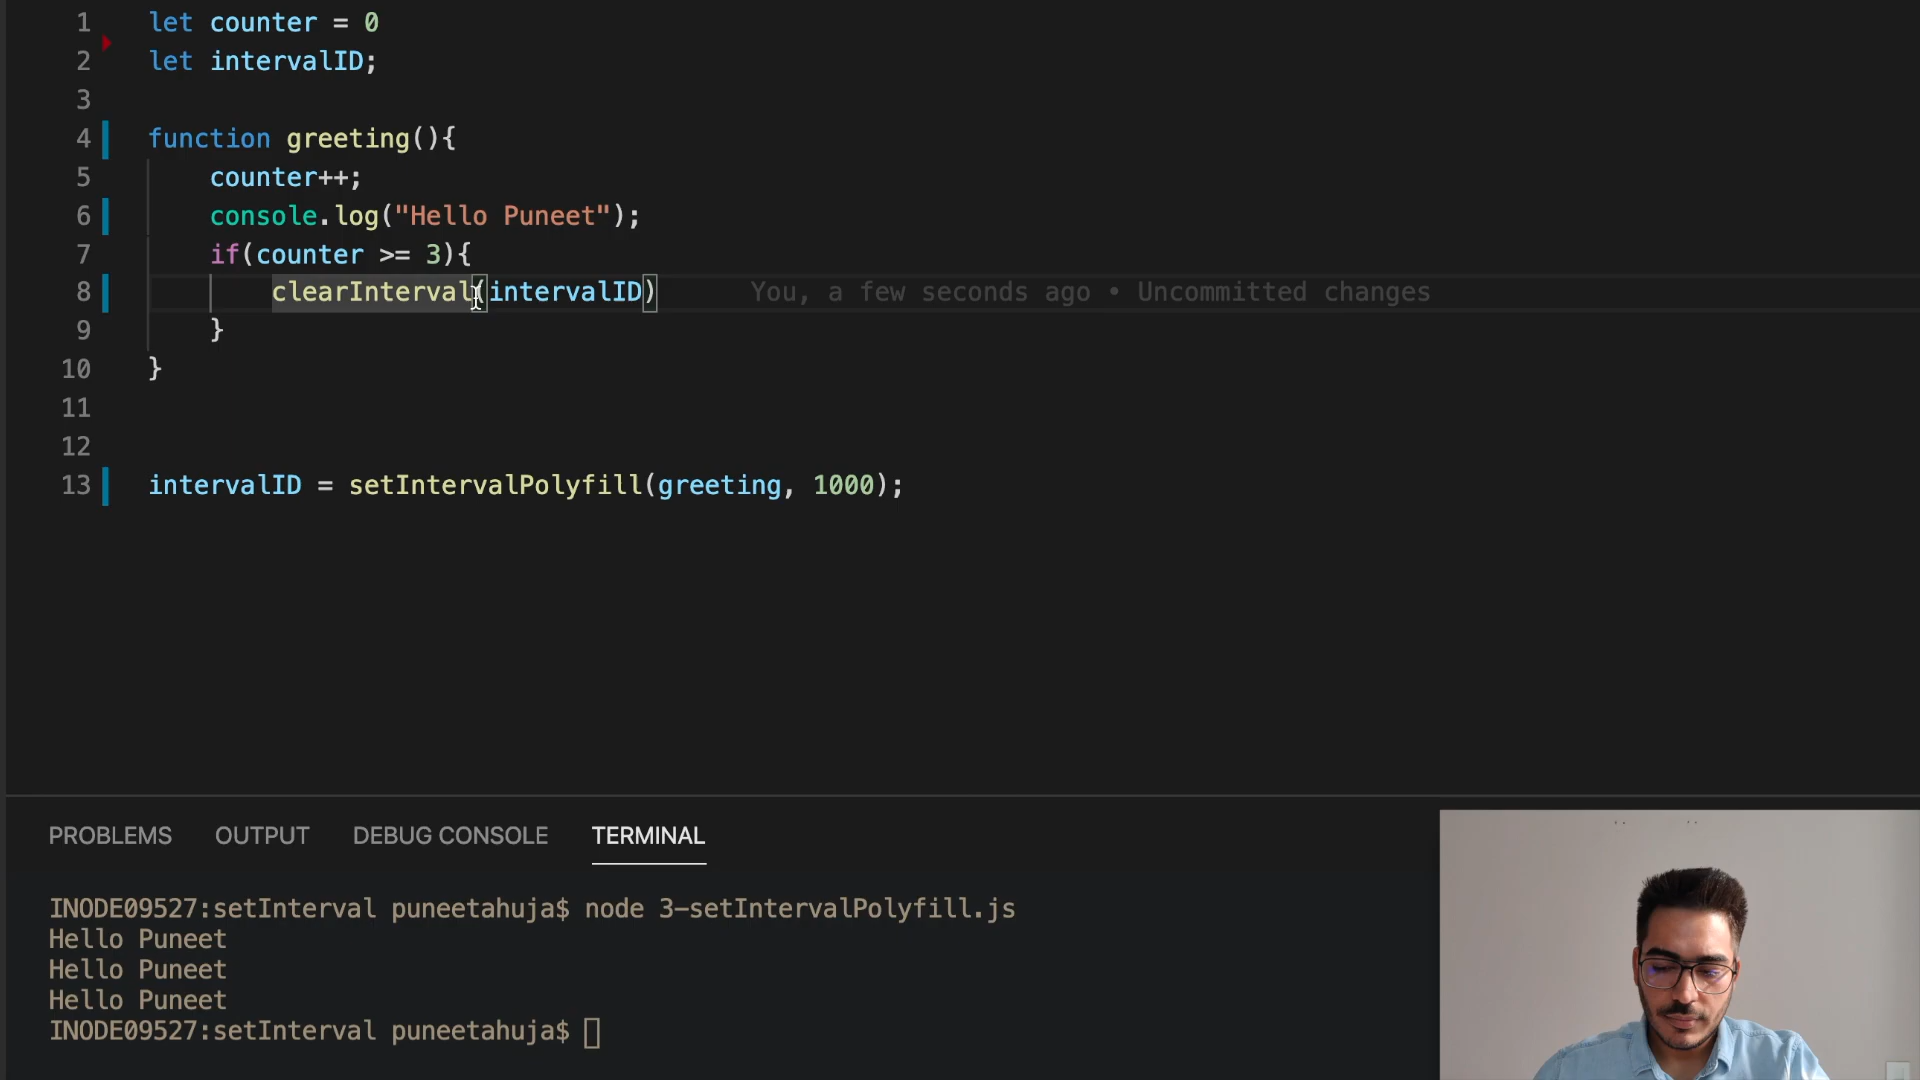 1 let counter = 0
2 let intervalID;
3
4 function greeting(){
5 counter++;
6 console.log("Hello Puneet");
7 if(counter >= 3){
8 clearInterval(intervalID) You, a few seconds ago • Uncommitted changes
9 }
10 }
11
12
13 intervalID = setIntervalPolyfill(greeting, 1000);
PROBLEMS OUTPUT DEBUG CONSOLE TERMINAL
INODE09527:setInterval puneetahuja$ node 3-setIntervalPolyfill.js
Hello Puneet
Hello Puneet
Hello Puneet
INODE09527:setInterval puneetahuja$